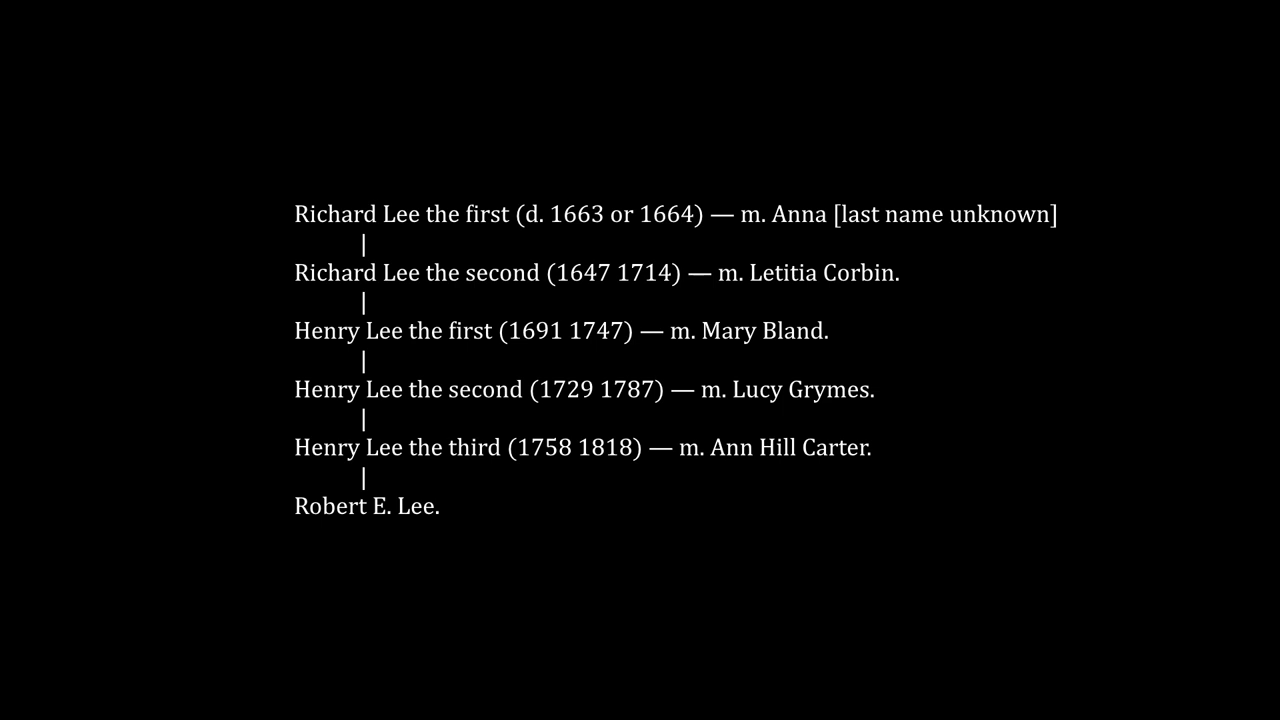 Richard Lee the first (d. 1663 or 1664) — m. Anna [last name unknown]
|
Richard Lee the second (1647 1714) — m. Letitia Corbin.
|
Henry Lee the first (1691 1747) — m. Mary Bland.
|
Henry Lee the second (1729 1787) — m. Lucy Grymes.
|
Henry Lee the third (1758 1818) — m. Ann Hill Carter.
|
Robert E. Lee.